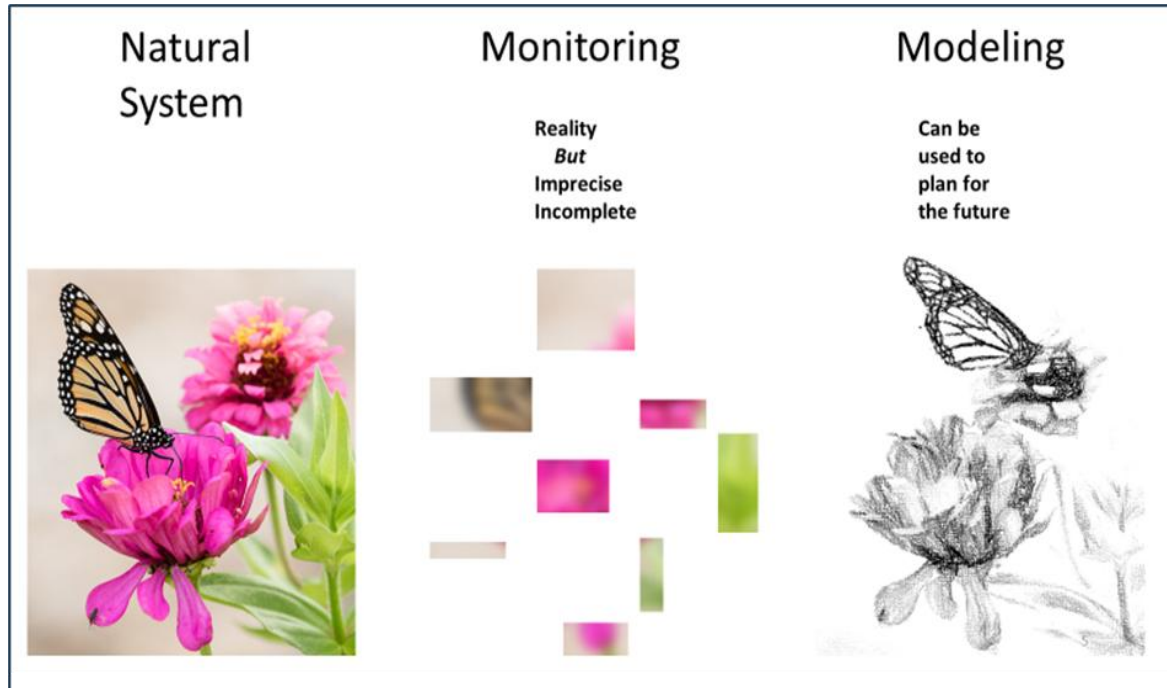 Natural
System
Monitoring
Reality
But
Imprecise
Incomplete
Modeling
Can be
used to
plan for
the future